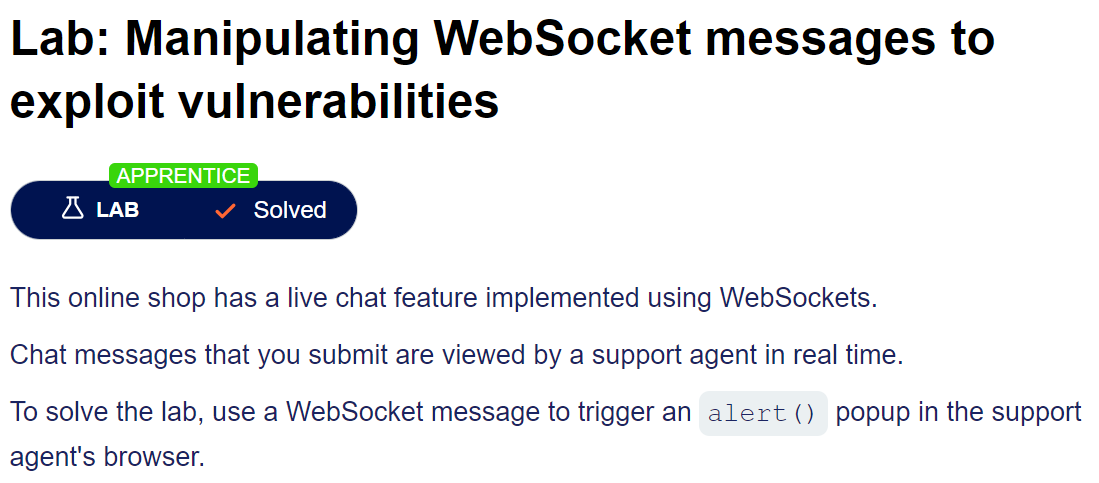 Lab: Manipulating WebSocket messages to
exploit vulnerabilities
APPRENTICE
LAB
Solved
This online shop has a live chat feature implemented using WebSockets.
Chat messages that you submit are viewed by a support agent in real time.
To solve the lab, use a WebSocket message to trigger an alert() popup in the support
agent's browser.